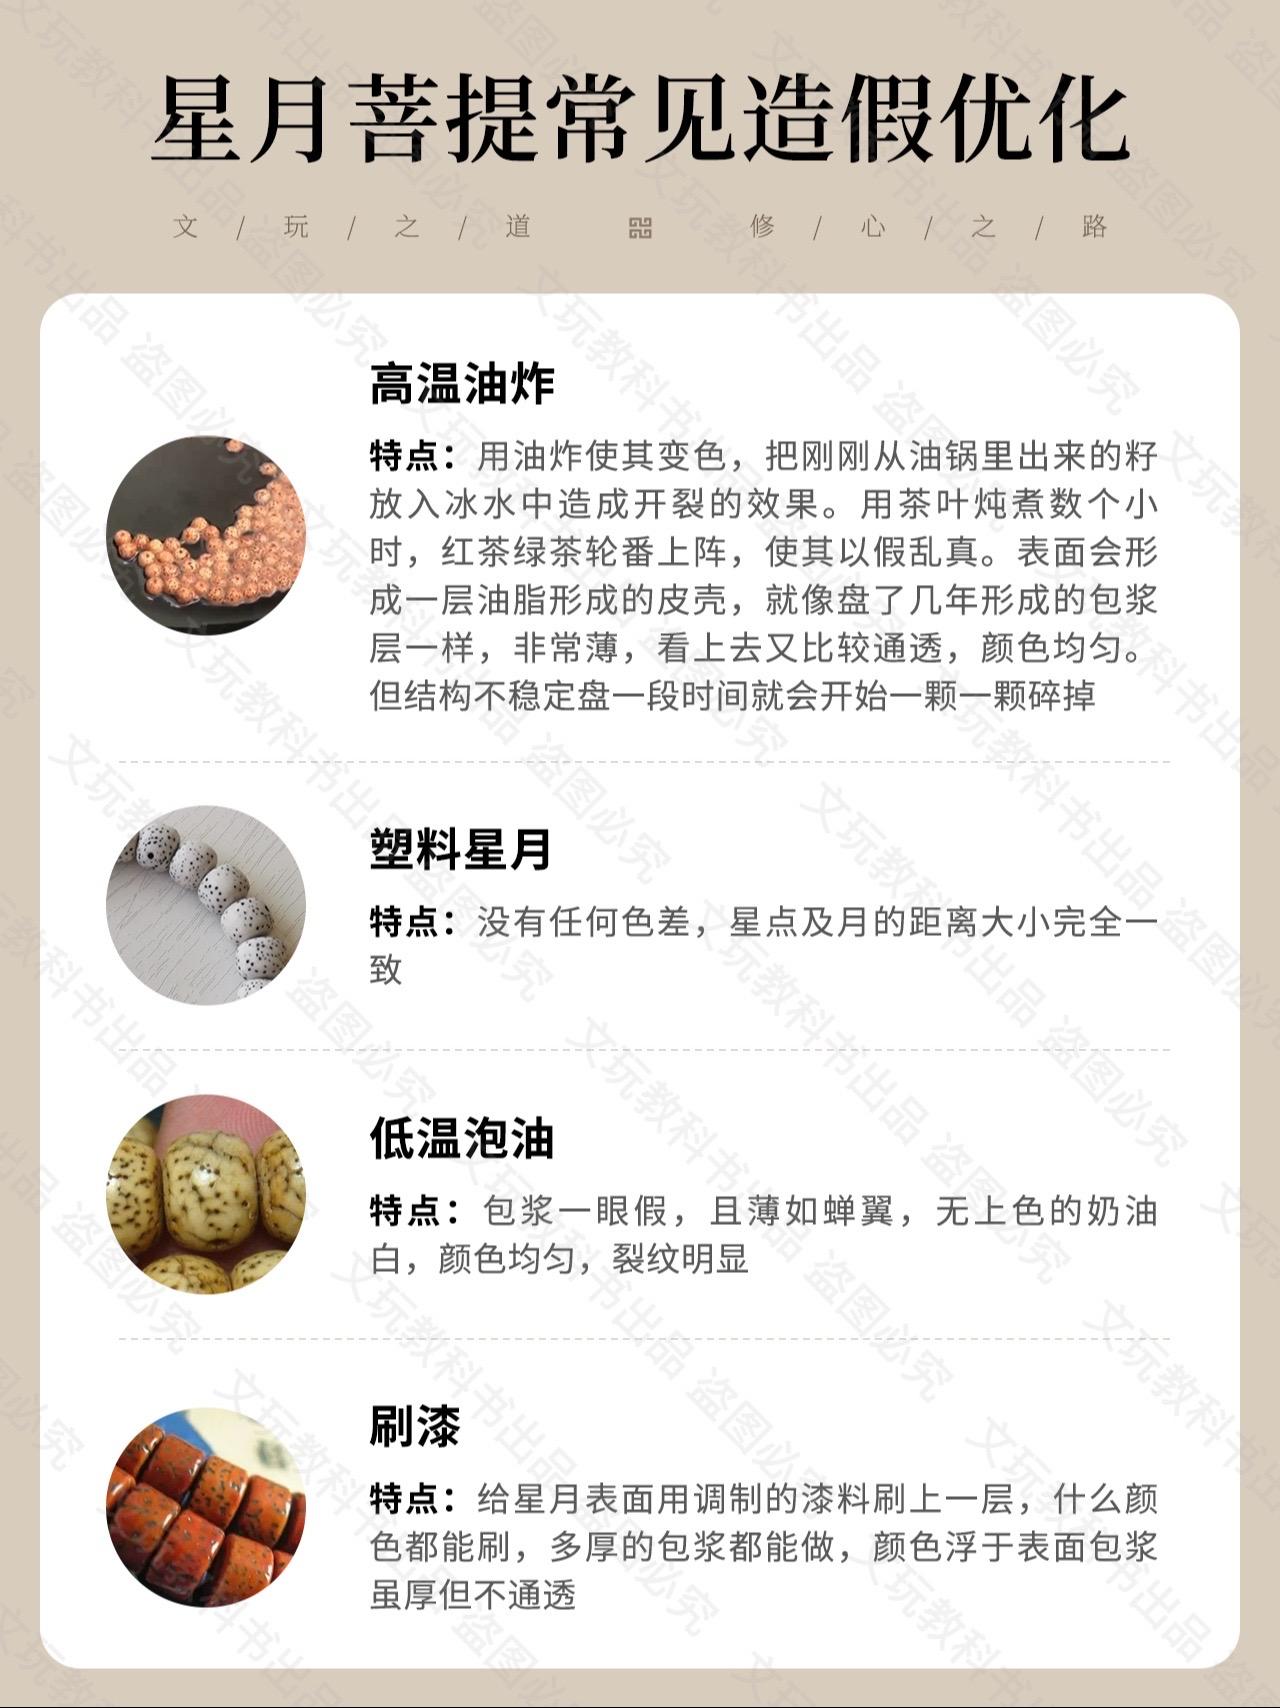 星月菩提常见造假优化
文 / 玩 / 之 / 道 修 / 心 / 之 / 路
高温油炸
特点：用油炸使其变色，把刚刚从油锅里出来的籽
放入冰水中造成开裂的效果。用茶叶炖煮数个小
时，红茶绿茶轮番上阵，使其以假乱真。表面会形
成一层油脂形成的皮壳，就像盘了几年形成的包浆
层一样，非常薄，看上去又比较通透，颜色均匀。
但结构不稳定盘一段时间就会开始一颗一颗碎掉
塑料星月
特点：没有任何色差，星点及月的距离大小完全一
致
低温泡油
特点：包浆一眼假，且薄如蝉翼，无上色的奶油
白，颜色均匀，裂纹明显
刷漆
特点：给星月表面用调制的漆料刷上一层，什么颜
色都能刷，多厚的包浆都能做，颜色浮于表面包浆
虽厚但不通透
文玩教科书出品 盗图必究